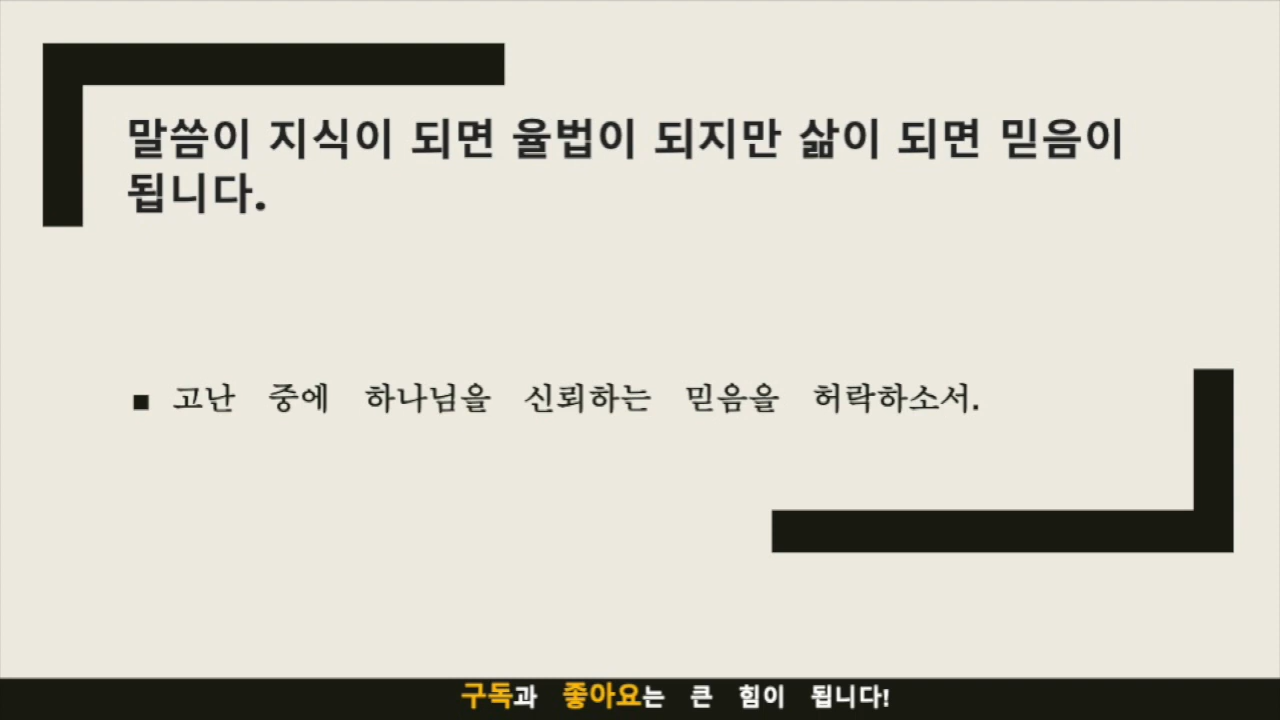 말씀이 지식이 되면 율법이 되지만 삶이 되면 믿음이
됩니다.
■ 고난 중에 하나님을 신뢰하는 믿음을 허락하소서.
구독과 좋아요는 큰 힘이 됩니다!